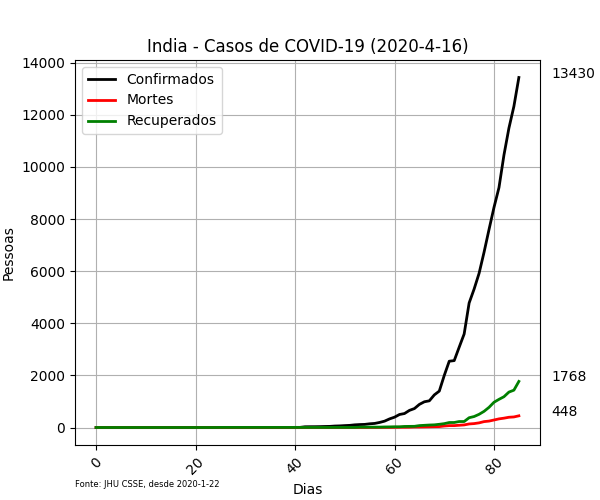 India - Casos de COVID-19 (2020-4-16)
Confirmados
Mortes
Recuperados
14000
12000
10000
8000
6000
4000
2000
0
Pessoas
13430
1768
448
0
20
40
60
80
Dias
Fonte: JHU CSSE, desde 2020-1-22